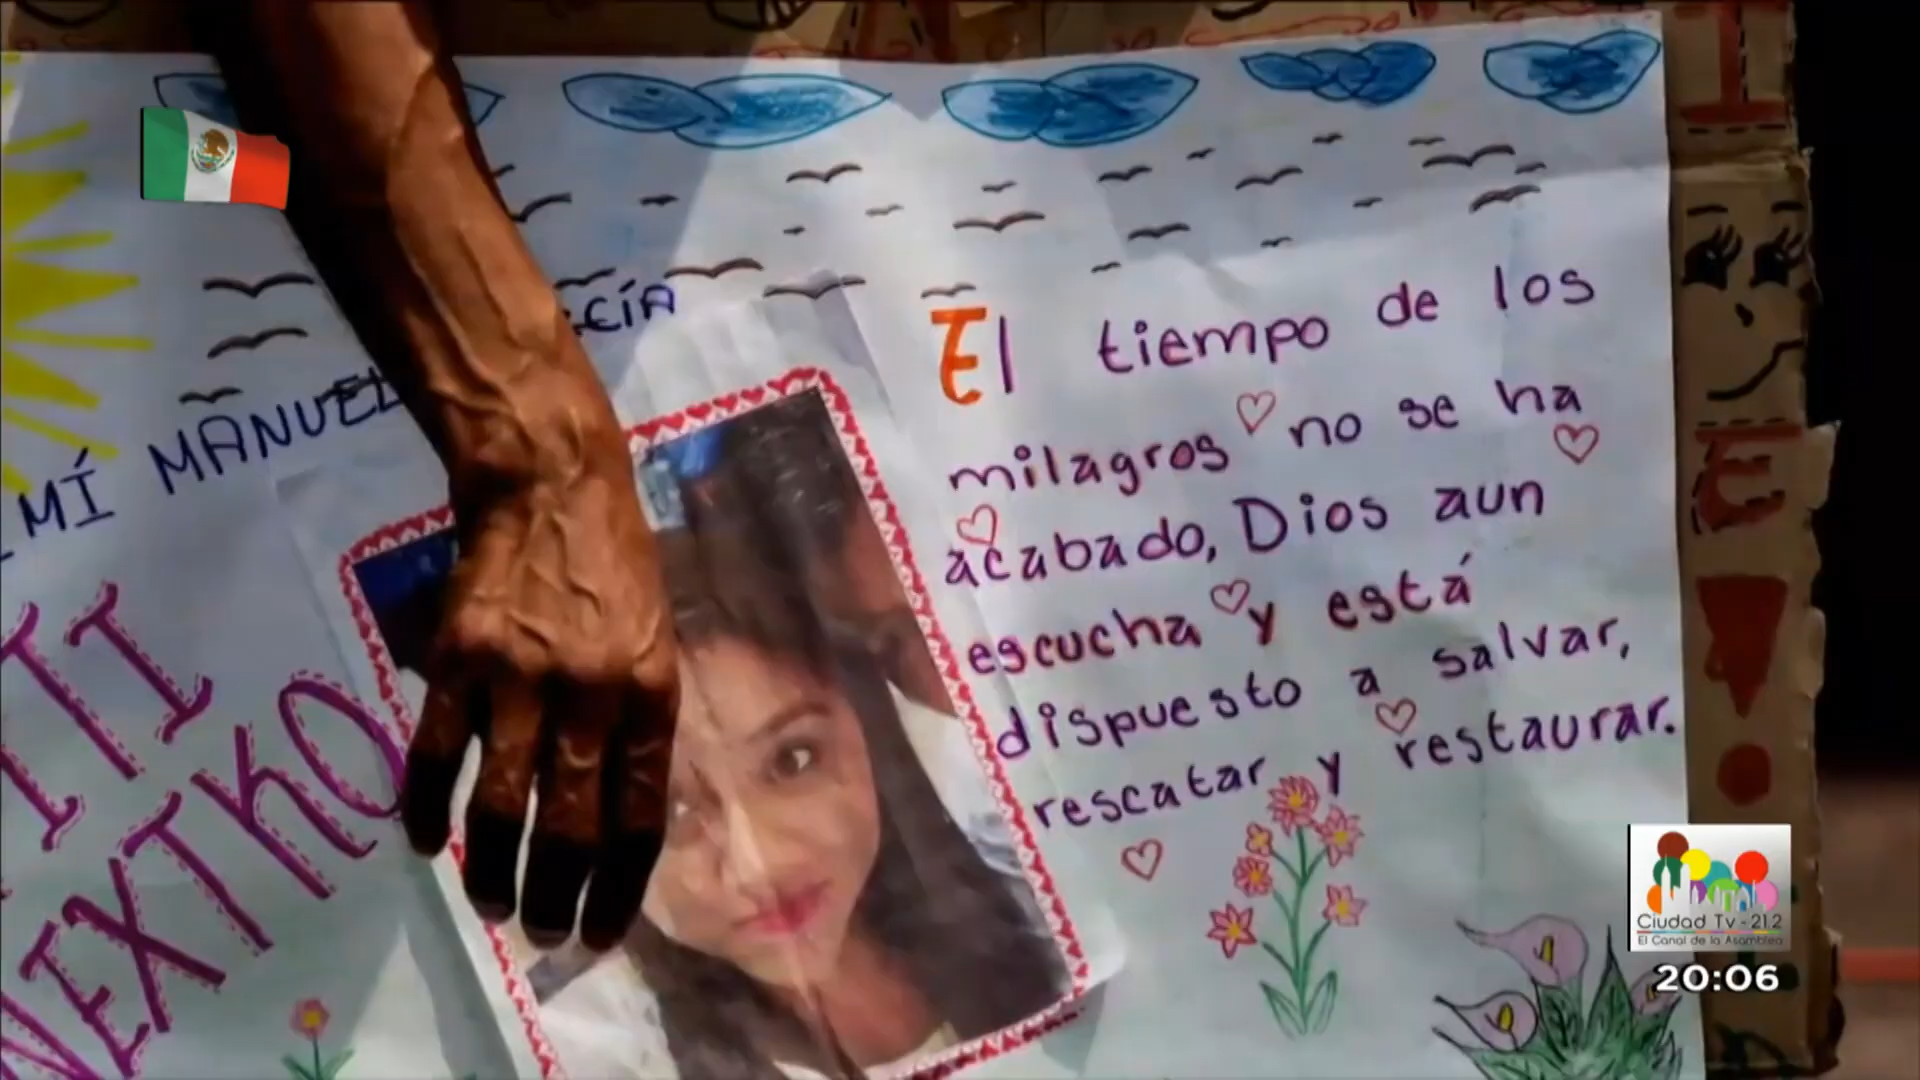 El tiempo de los
milagros no se ha
acabado, Dios aun
escucha y está
dispuesto a salvar,
rescatar y restaurar.
MÍ MANUEL
Ciudad Tv - 21.2
El Canal de la Asamblea
20:06